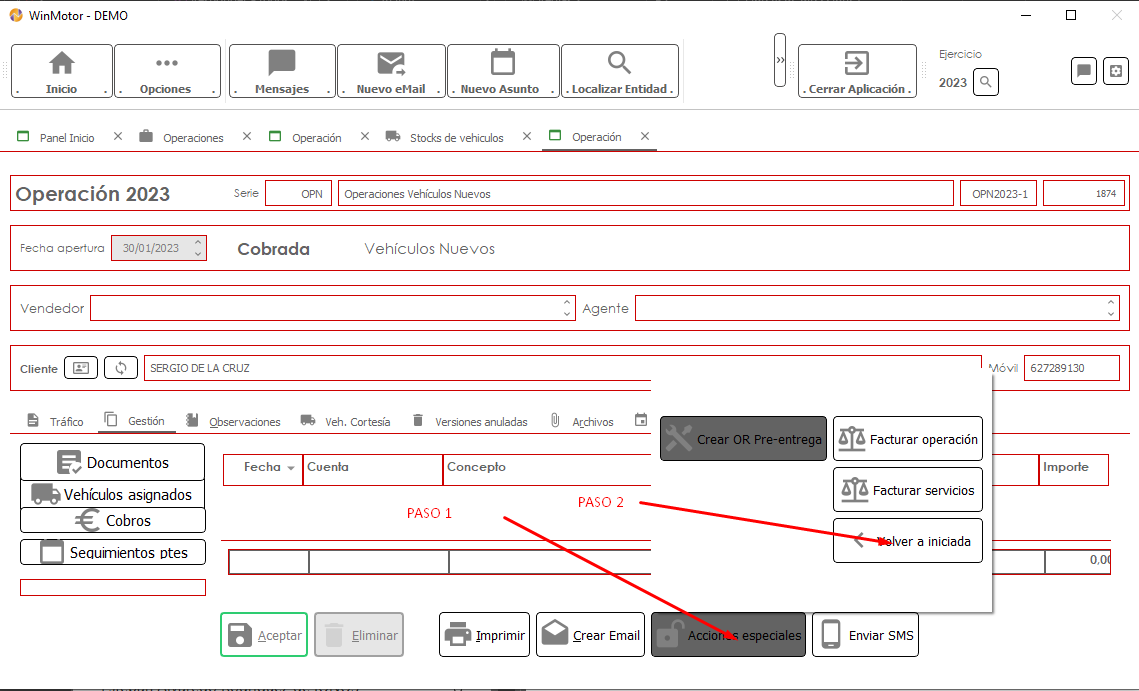 WinMotor - DEMO
Inicio
Opciones
Mensajes
Nuevo eMail
Nuevo Asunto
Localizar Entidad
Cerrar Aplicación
Ejercicio
2023
Panel Inicio
Operaciones
Operación
Stocks de vehiculos
Operación
Operación 2023
Serie
OPN
Operaciones Vehículos Nuevos
OPN2023-1
1874
Fecha apertura
30/01/2023
Cobrada
Vehículos Nuevos
Vendedor
Agente
Cliente
SERGIO DE LA CRUZ
Móvil
627289130
Tráfico
Gestión
Observaciones
Veh. Cortesía
Versiones anuladas
Archivos
Crear OR Pre-entrega
Facturar operación
Documentos
Fecha
Cuenta
Concepto
Importe
Vehículos asignados
Facturar servicios
Cobros
PASO 1
PASO 2
Volver a iniciada
Seguimientos ptes
0,00
Aceptar
Eliminar
Imprimir
Crear Email
Acciones especiales
Enviar SMS